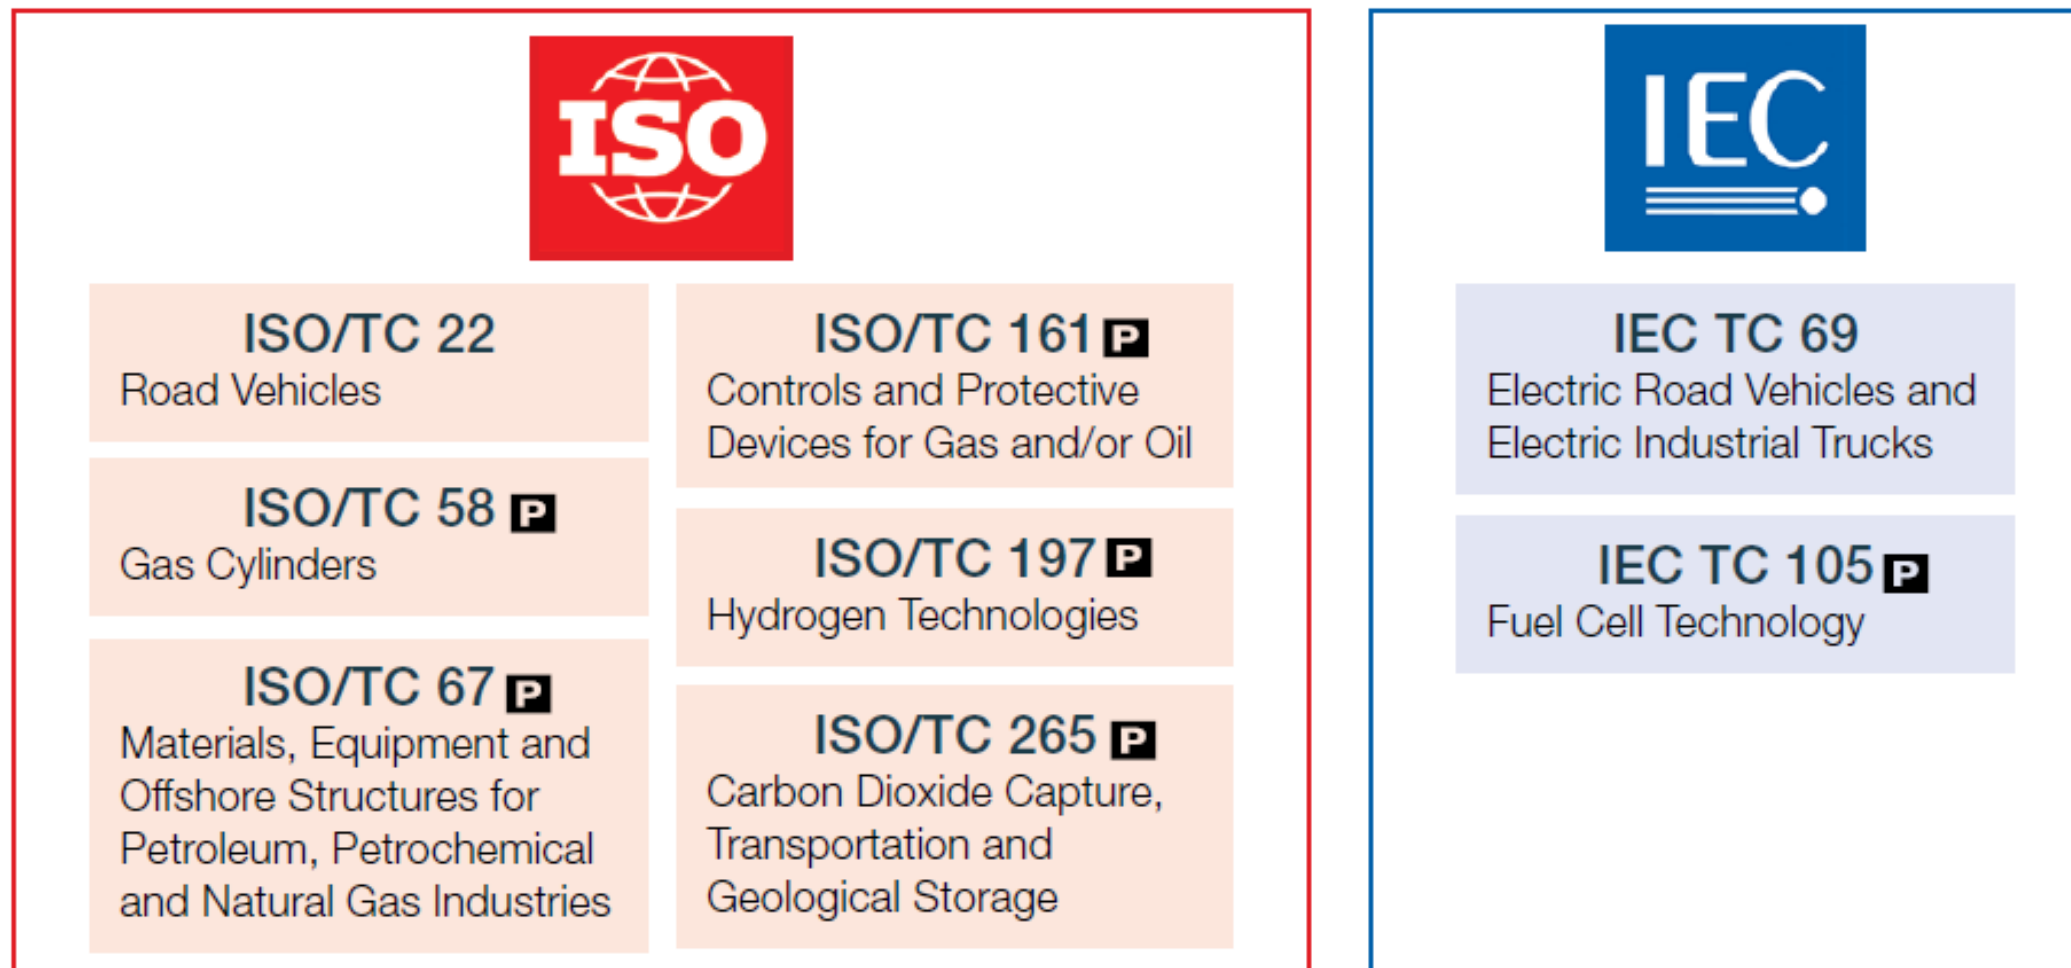 ISO
ISO/TC 22
Road Vehicles
ISO/TC 58 P
Gas Cylinders
ISO/TC 67 P
Materials, Equipment and
Offshore Structures for
Petroleum, Petrochemical
and Natural Gas Industries
ISO/TC 161 P
Controls and Protective
Devices for Gas and/or Oil
ISO/TC 197 P
Hydrogen Technologies
ISO/TC 265 P
Carbon Dioxide Capture,
Transportation and
Geological Storage
IEC
IEC TC 69
Electric Road Vehicles and
Electric Industrial Trucks
IEC TC 105 P
Fuel Cell Technology